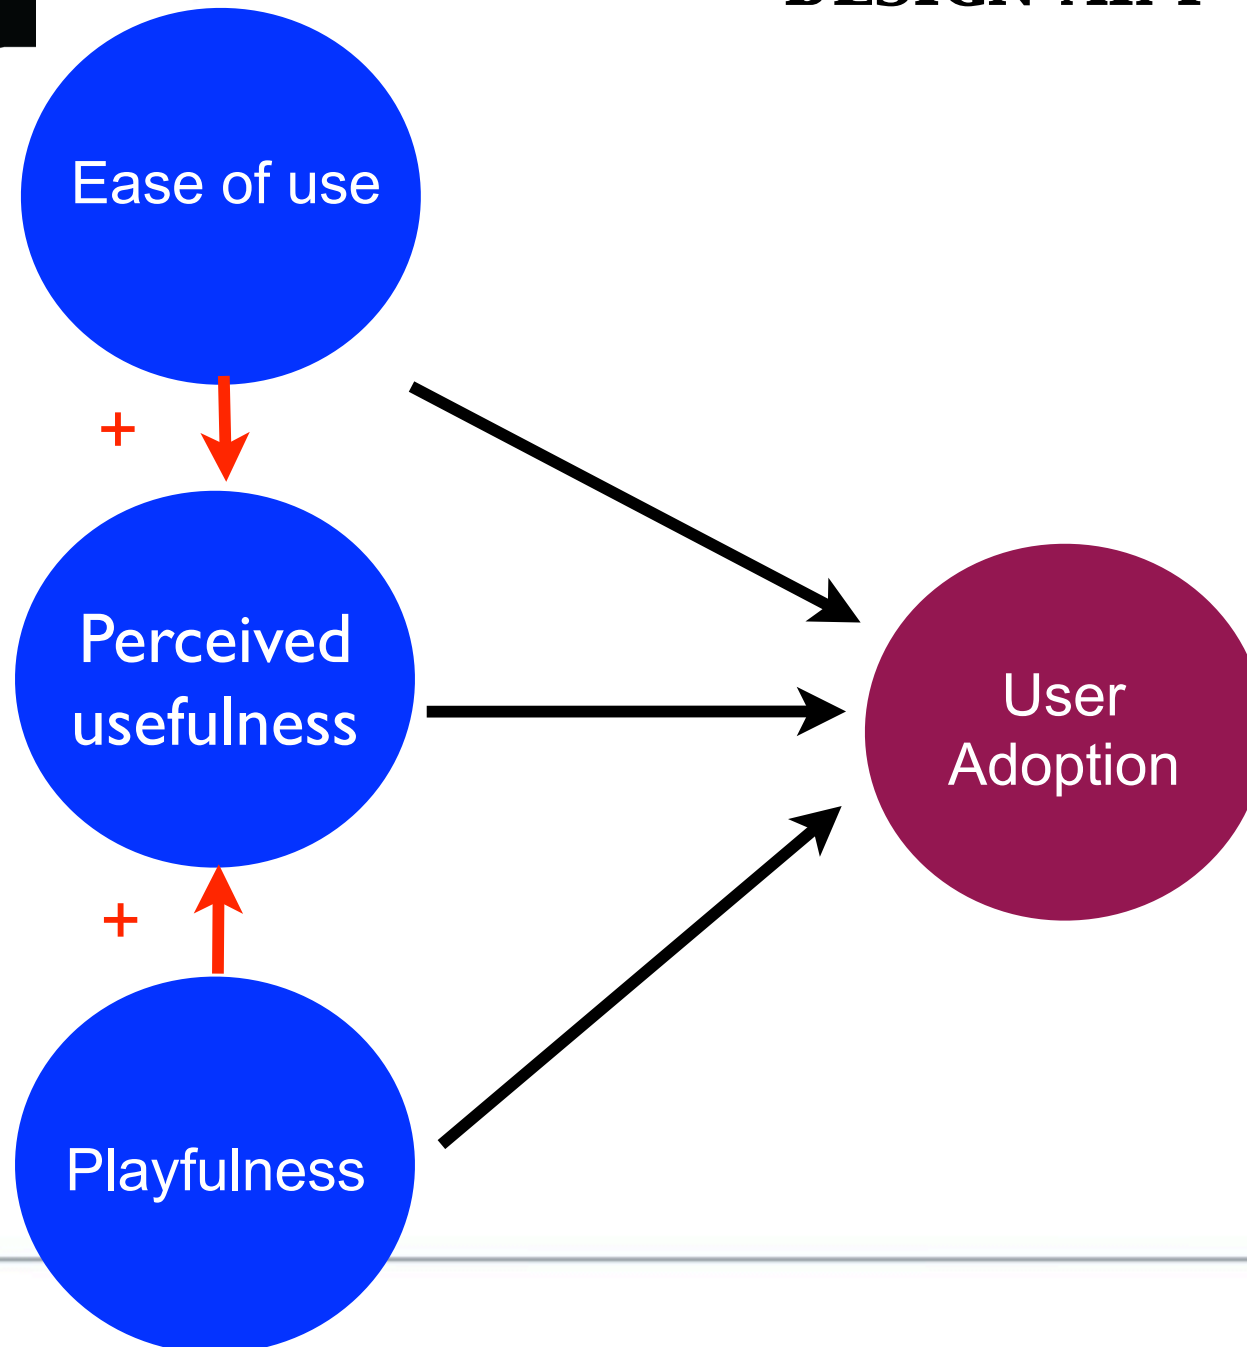 Ease of use
+
Perceived
usefulness
User
Adoption
+
Playfulness